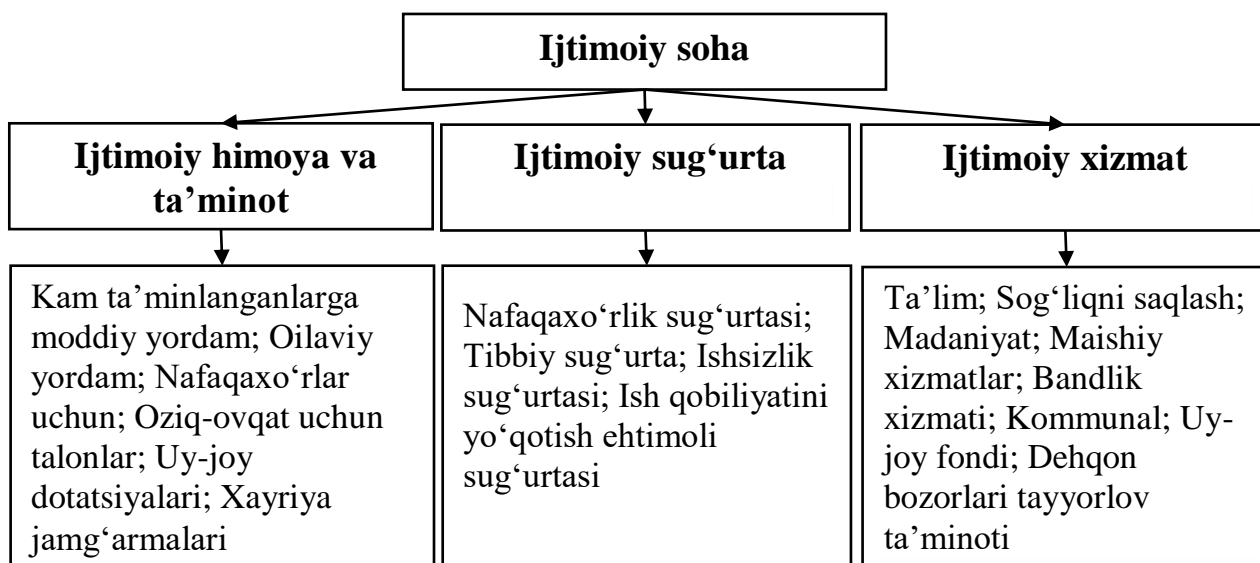 Ijtimoiy soha
Ijtimoiy himoya va
ta’minot
Ijtimoiy sug‘urta
Ijtimoiy xizmat
Kam ta’minlanganlarga
moddiy yordam; Oilaviy
yordam; Nafaqaxo‘rlar
uchun; Oziq-ovqat uchun
talonlar; Uy-joy
dotatsiyalari; Xayriya
jamg‘armalari
Nafaqaxo‘rlik sug‘urtasi;
Tibbiy sug‘urta; Ishsizlik
sug‘urtasi; Ish qobiliyatini
yo‘qotish ehtimoli
sug‘urtasi
Ta’lim; Sog‘liqni saqlash;
Madaniyat; Maishiy
xizmatlar; Bandlik
xizmati; Kommunal; Uy-
joy fondi; Dehqon
bozorlari tayyorlov
ta’minoti